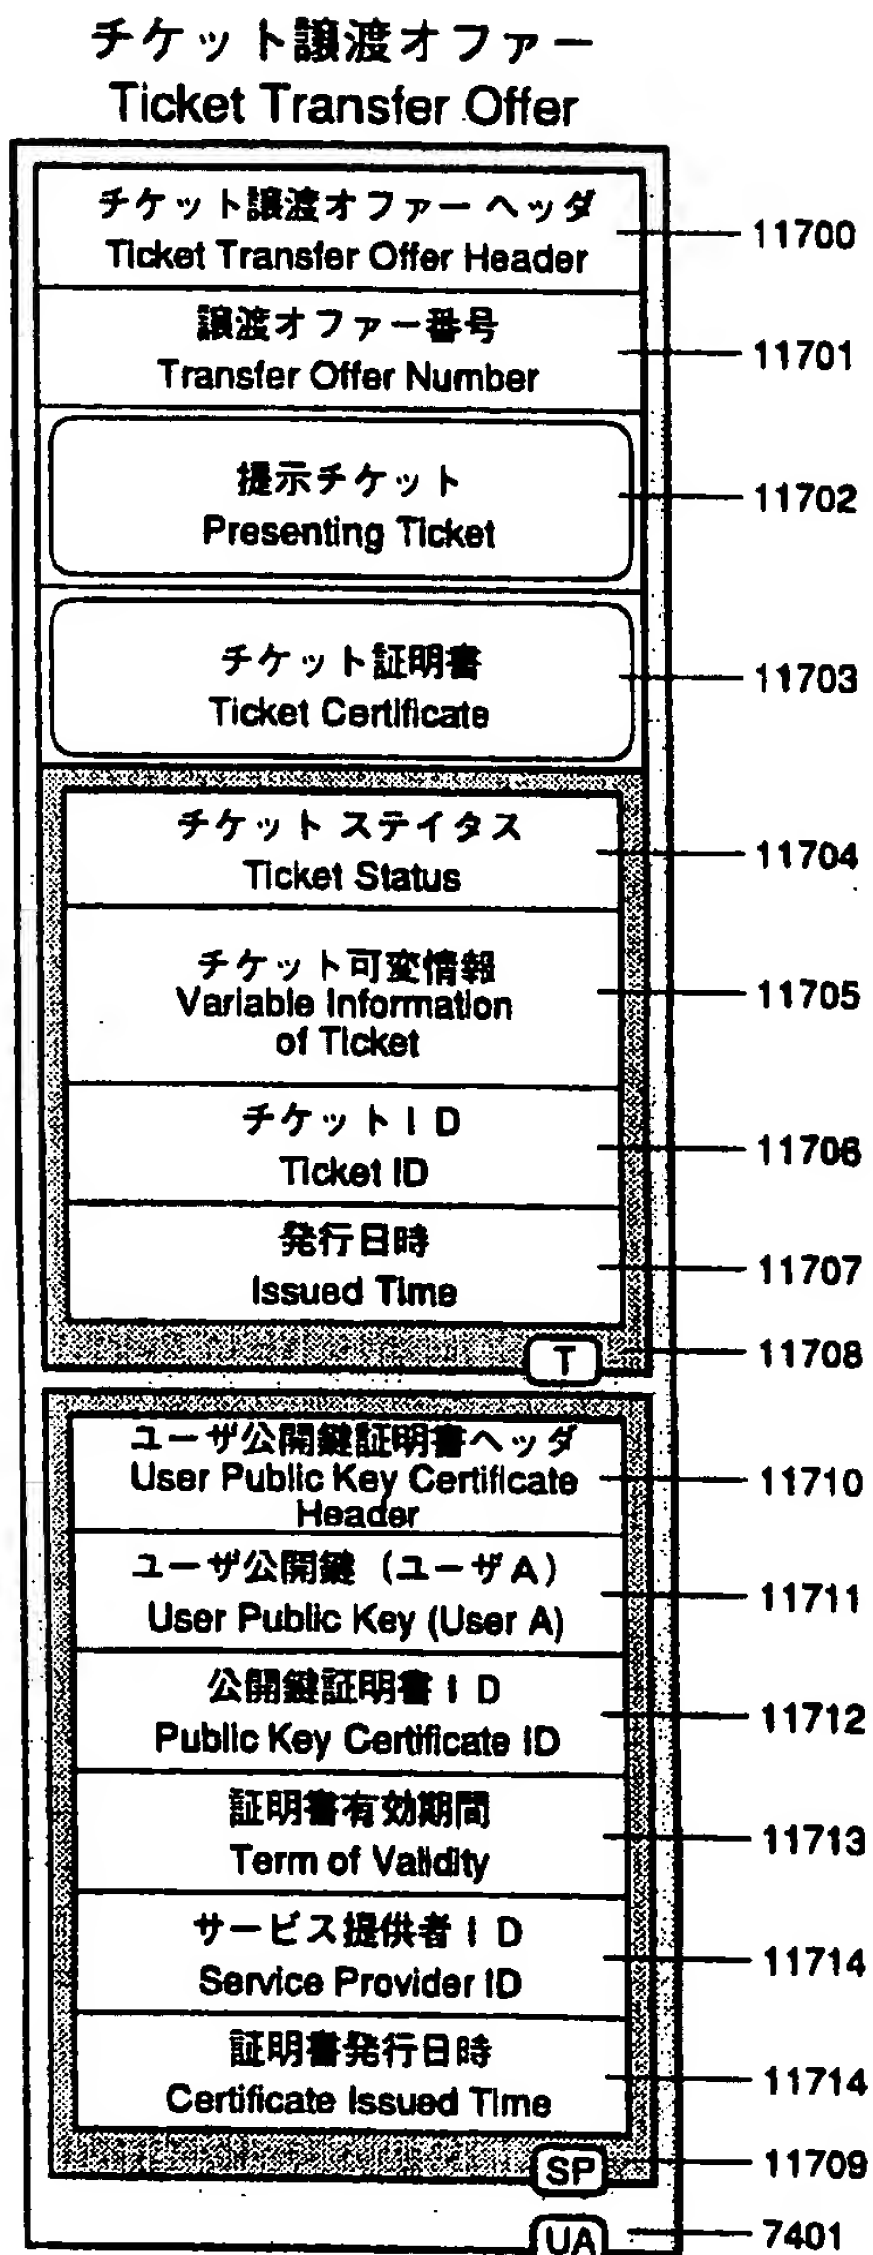 チケット譲渡オファー
Ticket Transfer Offer
チケット譲渡オファー ヘッダ
Ticket Transfer Offer Header
11700
譲渡オファー番号
Transfer Offer Number
11701
提示チケット
Presenting Ticket
11702
チケット証明書
Ticket Certificate
11703
チケット ステイタス
Ticket Status
11704
チケット可変情報
Variable Information
of Ticket
11705
チケットID
Ticket ID
11706
発行日時
Issued Time
11707
T
11708
ユーザ公開鍵証明書ヘッダ
User Public Key Certificate
Header
11710
ユーザ公開鍵（ユーザA）
User Public Key (User A)
11711
公開鍵証明書ID
Public Key Certificate ID
11712
証明書有効期間
Term of Validity
11713
サービス提供者ID
Service Provider ID
11714
証明書発行日時
Certificate Issued Time
11714
SP
11709
UA
7401